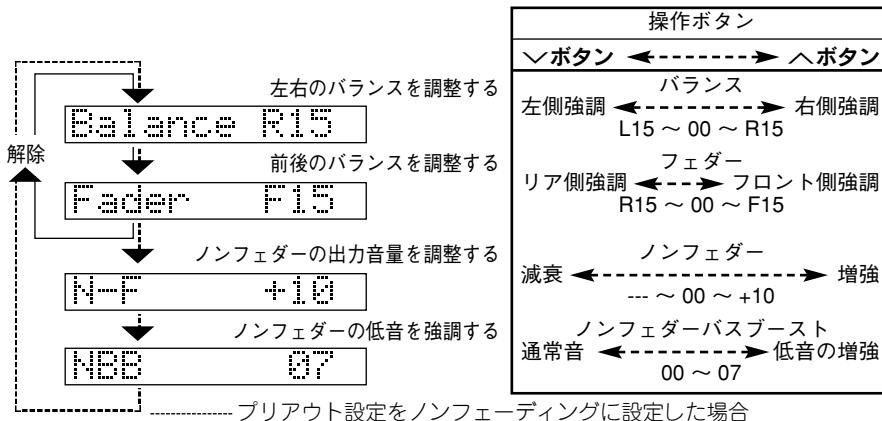 左右のバランスを調整する
Balance R15
解除
前後のバランスを調整する
Fader F15
ノンフェダーの出力音量を調整する
N-F +10
ノンフェダーの低音を強調する
NBB 07
プリアウト設定をノンフェーディングに設定した場合
操作ボタン
∨ボタン ∧ボタン
バランス
左側強調 右側強調
L15 ～ 00 ～ R15
フェダー
リア側強調 フロント側強調
R15 ～ 00 ～ F15
ノンフェダー
減衰 増強
--- ～ 00 ～ +10
ノンフェダーバスブースト
通常音 低音の増強
00 ～ 07